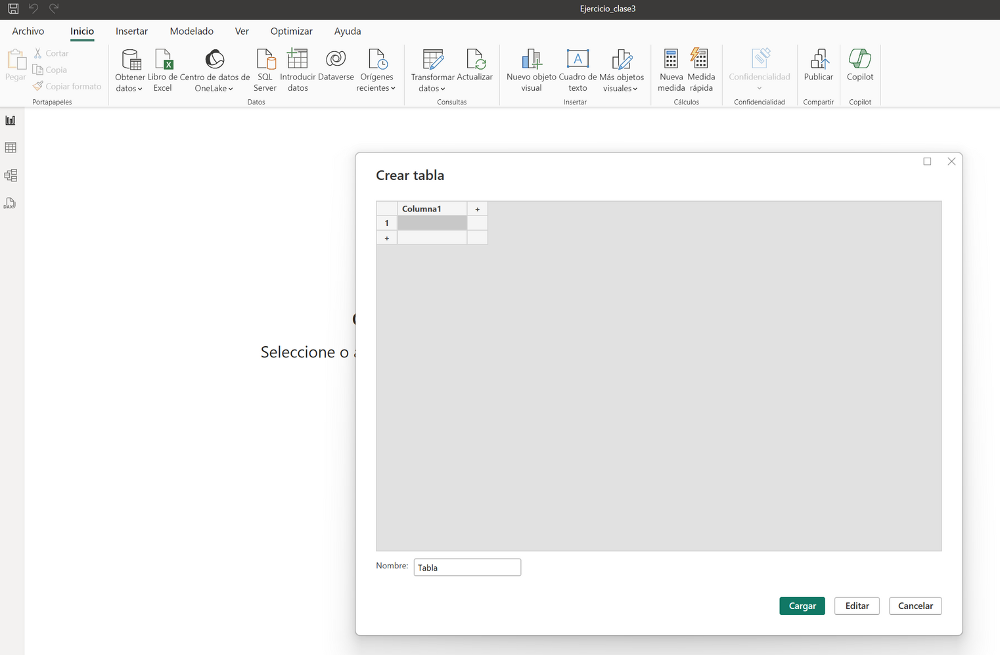 Ejercicio_clase3
Archivo Inicio Insertar Modelado Ver Optimizar Ayuda
Pegar
Cortar
Copia
Copiar formato
Portapapeles
Obtener datos
Libro de Excel
Centro de datos de OneLake
SQL Server
Introducir datos
Dataverse
Orígenes recientes
Datos
Transformar datos
Actualizar
Consultas
Nuevo objeto visual
Cuadro de texto
A
Más objetos visuales
Insertar
Nueva medida
Medida rápida
Cálculos
Confidencialidad
Confidencialidad
Publicar
Compartir
Copilot
Copilot
DAX
Seleccione o
Crear tabla
Columna1 +
1
+
Nombre: Tabla
Cargar Editar Cancelar